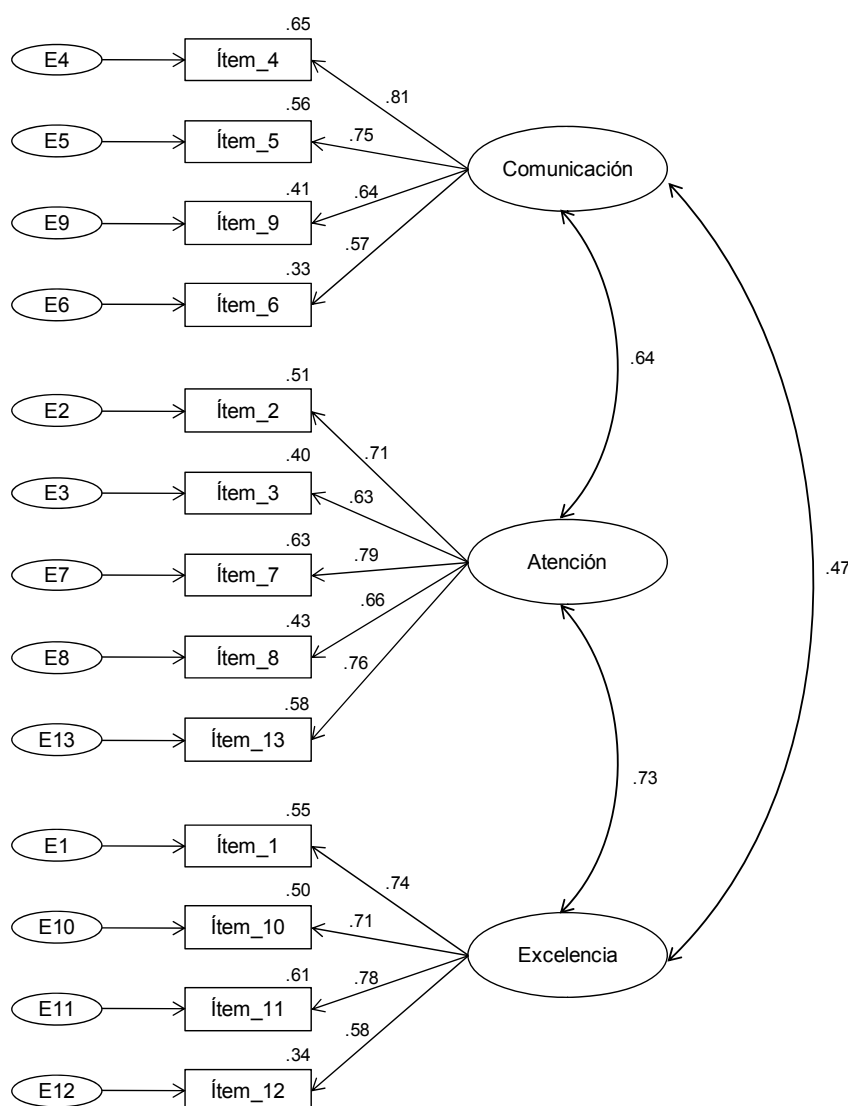 .65
E4 Ítem_4
.81
.56
E5 Ítem_5
.75
Comunicación
.41
E9 Ítem_9
.64
.57
.33
E6 Ítem_6
.64
.51
E2 Ítem_2
.71
.40
E3 Ítem_3
.63
.63
E7 Ítem_7
.79
Atención
.47
.66
.43
E8 Ítem_8
.76
.58
E13 Ítem_13
.73
.55
E1 Ítem_1
.74
.50
E10 Ítem_10
.71
Excelencia
.61
E11 Ítem_11
.78
.58
.34
E12 Ítem_12